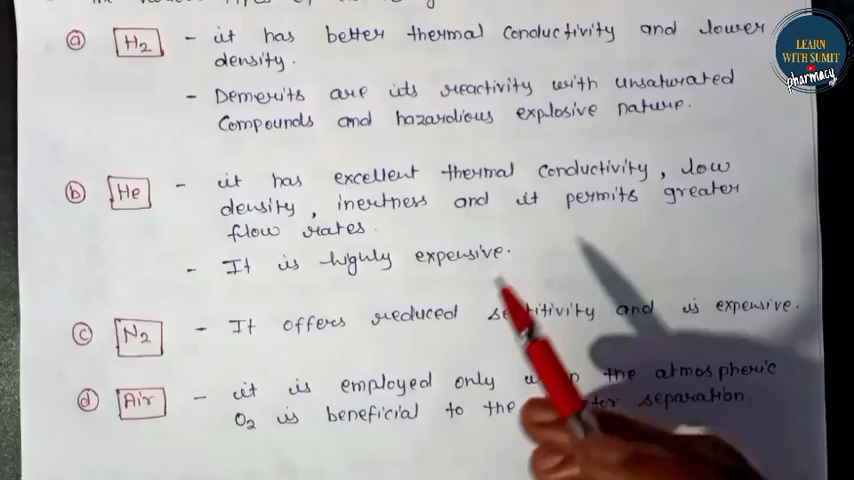 ⓐ H2 - it has better thermal conductivity and lower
density.
- Demerits are its reactivity with unsaturated
compounds and hazardious explosive nature.
ⓑ He - it has excellent thermal conductivity, low
density, inertness and it permits greater
flow rates.
- It is highly expensive.
ⓒ N2 - It offers reduced and is expensive.
ⓓ Air - it is employed only the atmospheric
O2 is beneficial to the separation
LEARN
WITH SUMIT
pharmacy